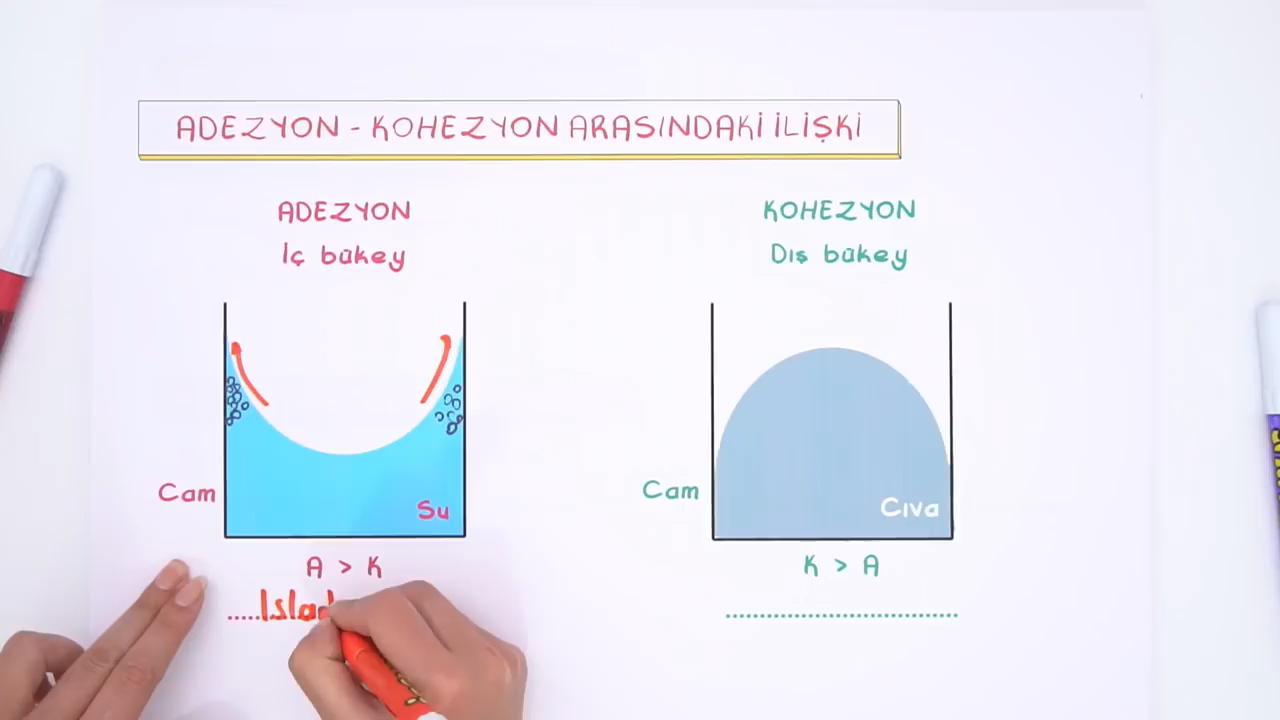 ADEZYON - KOHEZYON ARASINDAKİ İLİŞKİ
ADEZYON
İç bükey
Cam
Su
A > K
KOHEZYON
Dış bükey
Cam
Cıva
K > A